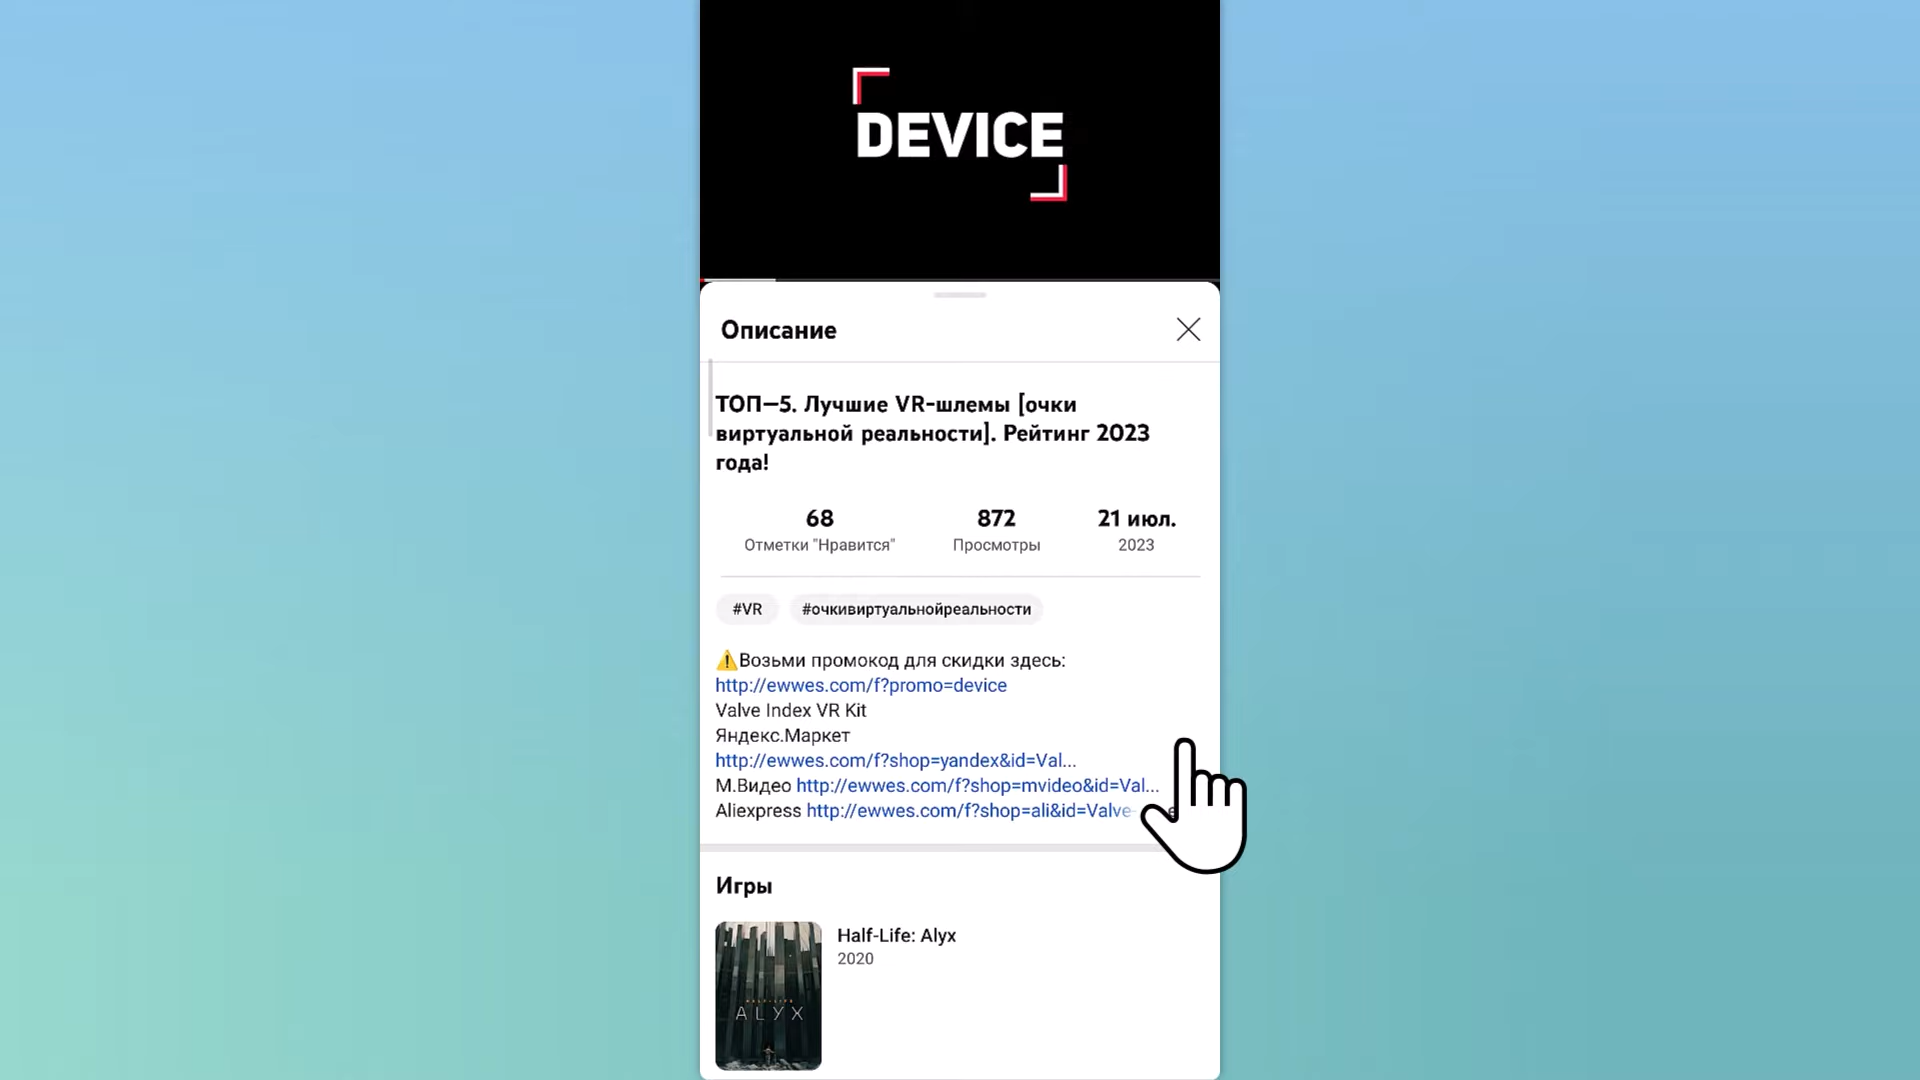 DEVICE
Описание
ТОП—5. Лучшие VR-шлемы [очки
виртуальной реальности]. Рейтинг 2023
года!
68 872 21 июл.
Отметки "Нравится" Просмотры 2023
#VR #очкивиртуальнойреальности
⚠️Возьми промокод для скидки здесь:
http://ewwes.com/f?promo=device
Valve Index VR Kit
Яндекс.Маркет
http://ewwes.com/f?shop=yandex&id=Val...
М.Видео http://ewwes.com/f?shop=mvideo&id=Val...
Aliexpress http://ewwes.com/f?shop=ali&id=Valve-
Игры
Half-Life: Alyx
2020
HALF-LIFE
ALYX